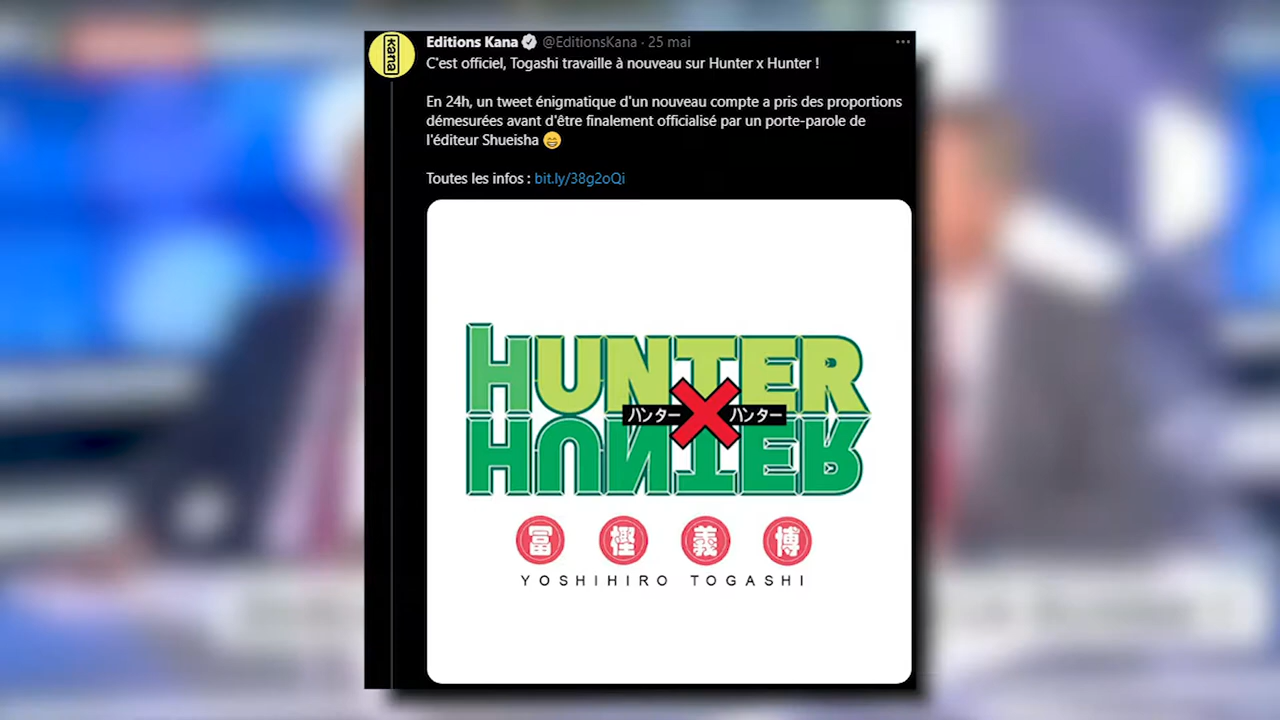 kana
Editions Kana @EditionsKana · 25 mai
C'est officiel, Togashi travaille à nouveau sur Hunter x Hunter !
En 24h, un tweet énigmatique d'un nouveau compte a pris des proportions
démesurées avant d'être finalement officialisé par un porte-parole de
l'éditeur Shueisha 😄
Toutes les infos : bit.ly/38g2oQi
HUNTER
ハンター X ハンター
HUNTER
冨樫義博
YOSHIHIRO TOGASHI